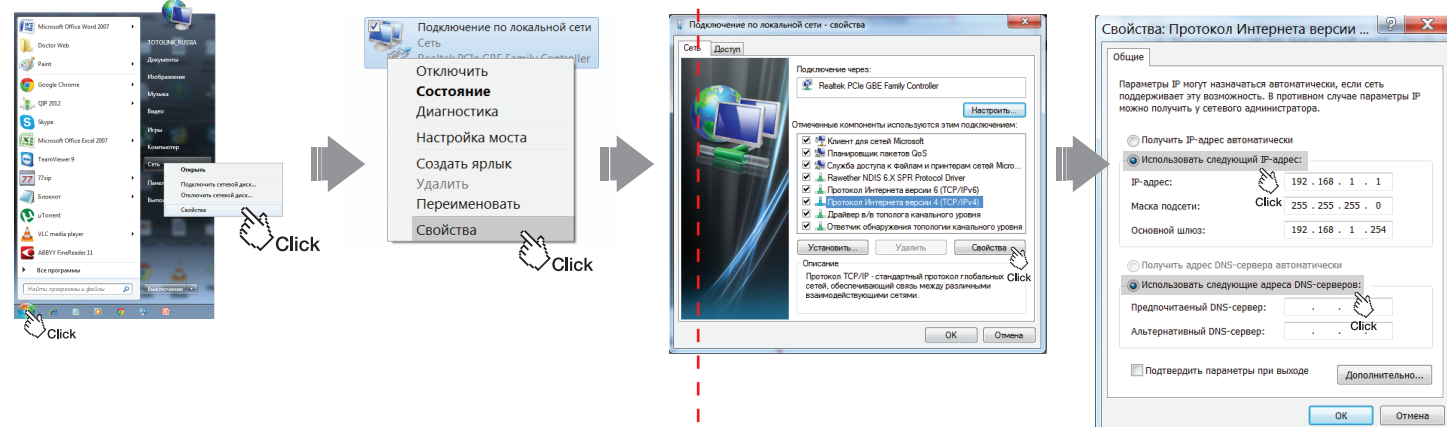 Microsoft Office Word 2007
Doctor Web
Paint
Google Chrome
QIP 2012
Skype
Microsoft Office Excel 2007
TeamViewer 9
77zip
Блокнот
µTorrent
VLC media player
ABBYY FineReader 11
Все программы
Найти программы и файлы
TOTOLINK_RUSSIA
Документы
Изображения
Музыка
Видео
Игры
Компьютер
Сеть
Панел
Выпол
Выключение
Открыть
Подключить сетевой диск...
Отключить сетевой диск...
Свойства
Click
Click
Подключение по локальной сети
Сеть
Realtek PCIe GBE Family Controller
Отключить
Состояние
Диагностика
Настройка моста
Создать ярлык
Удалить
Переименовать
Свойства
Click
Подключение по локальной сети - свойства
Сеть Доступ
Подключение через:
Realtek PCIe GBE Family Controller
Настроить...
Отмеченные компоненты используются этим подключением:
Клиент для сетей Microsoft
Планировщик пакетов QoS
Служба доступа к файлам и принтерам сетей Micro...
Rawether NDIS 6.X SPR Protocol Driver
Протокол Интернета версии 6 (TCP/IPv6)
Протокол Интернета версии 4 (TCP/IPv4)
Драйвер в/в тополога канального уровня
Ответчик обнаружения топологии канального уровня
Установить... Удалить Свойства
Click
Описание
Протокол TCP/IP - стандартный протокол глобальных
сетей, обеспечивающий связь между различными
взаимодействующими сетями.
OK Отмена
Свойства: Протокол Интернета версии ...
Общие
Параметры IP могут назначаться автоматически, если сеть
поддерживает эту возможность. В противном случае параметры IP
можно получить у сетевого администратора.
Получить IP-адрес автоматически
Использовать следующий IP-адрес:
IP-адрес: 192 . 168 . 1 . 1
Click
Маска подсети: 255 . 255 . 255 . 0
Основной шлюз: 192 . 168 . 1 . 254
Получить адрес DNS-сервера автоматически
Использовать следующие адреса DNS-серверов:
Предпочитаемый DNS-сервер: . .
Click
Альтернативный DNS-сервер: . . .
Подтвердить параметры при выходе
Дополнительно...
OK Отмена